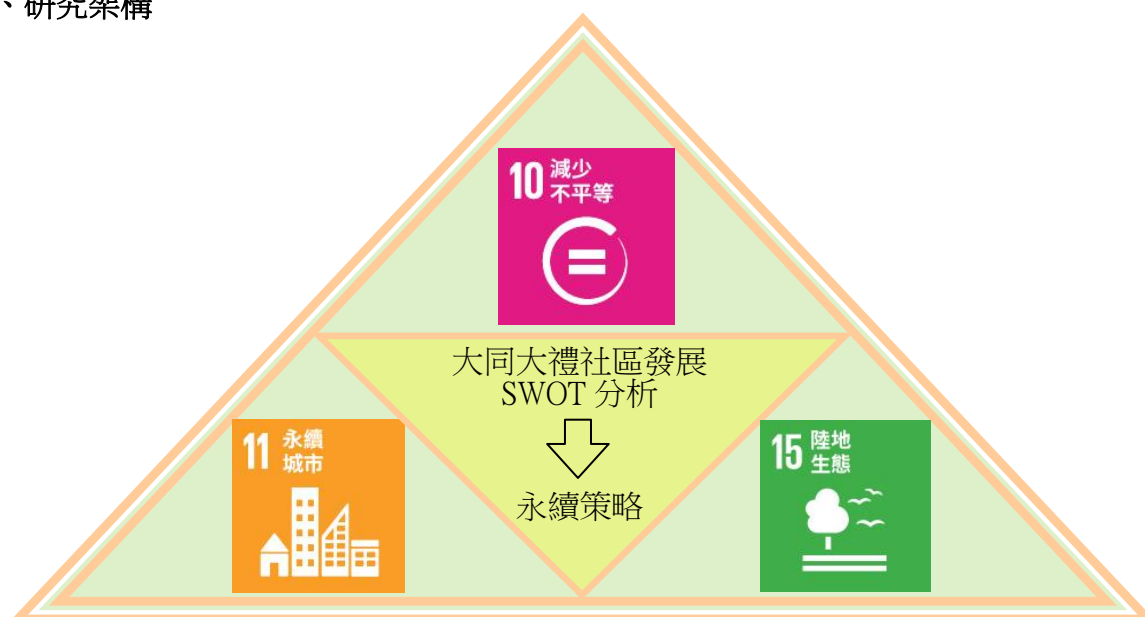 、研究架構
10 減少
不平等
大同大禮社區發展
SWOT 分析
永續策略
11 永續
城市
15 陸地
生態